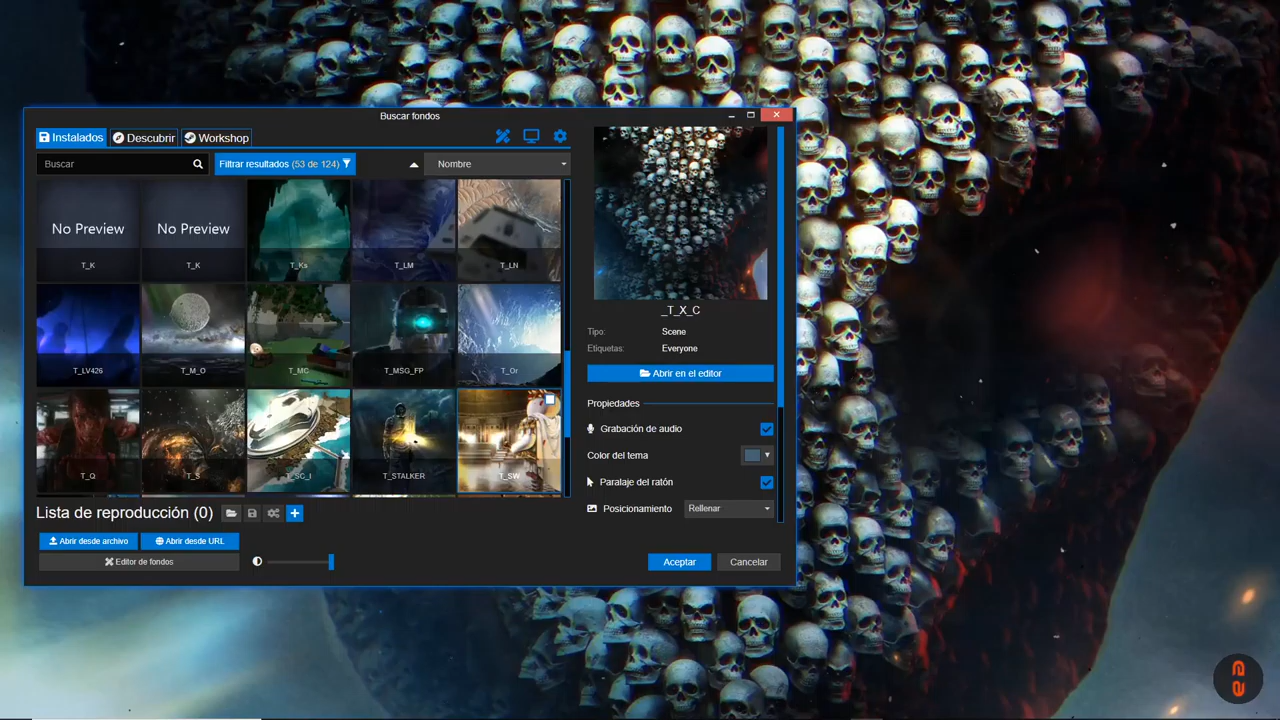 Buscar fondos
Instalados Descubrir Workshop
Buscar Filtrar resultados (53 de 124) Nombre
No Preview No Preview
T_K T_K T_Ks T_LM T_LN
T_LV426 T_M_O T_MC T_MSG_FP T_Or
T_Q T_S T_SC_I T_STALKER T_SW
Lista de reproducción (0)
Abrir desde archivo Abrir desde URL
Editor de fondos
_T_X_C
Tipo: Scene
Etiquetas: Everyone
Abrir en el editor
Propiedades
Grabación de audio
Color del tema
Paralaje del ratón
Posicionamiento Rellenar
Aceptar Cancelar